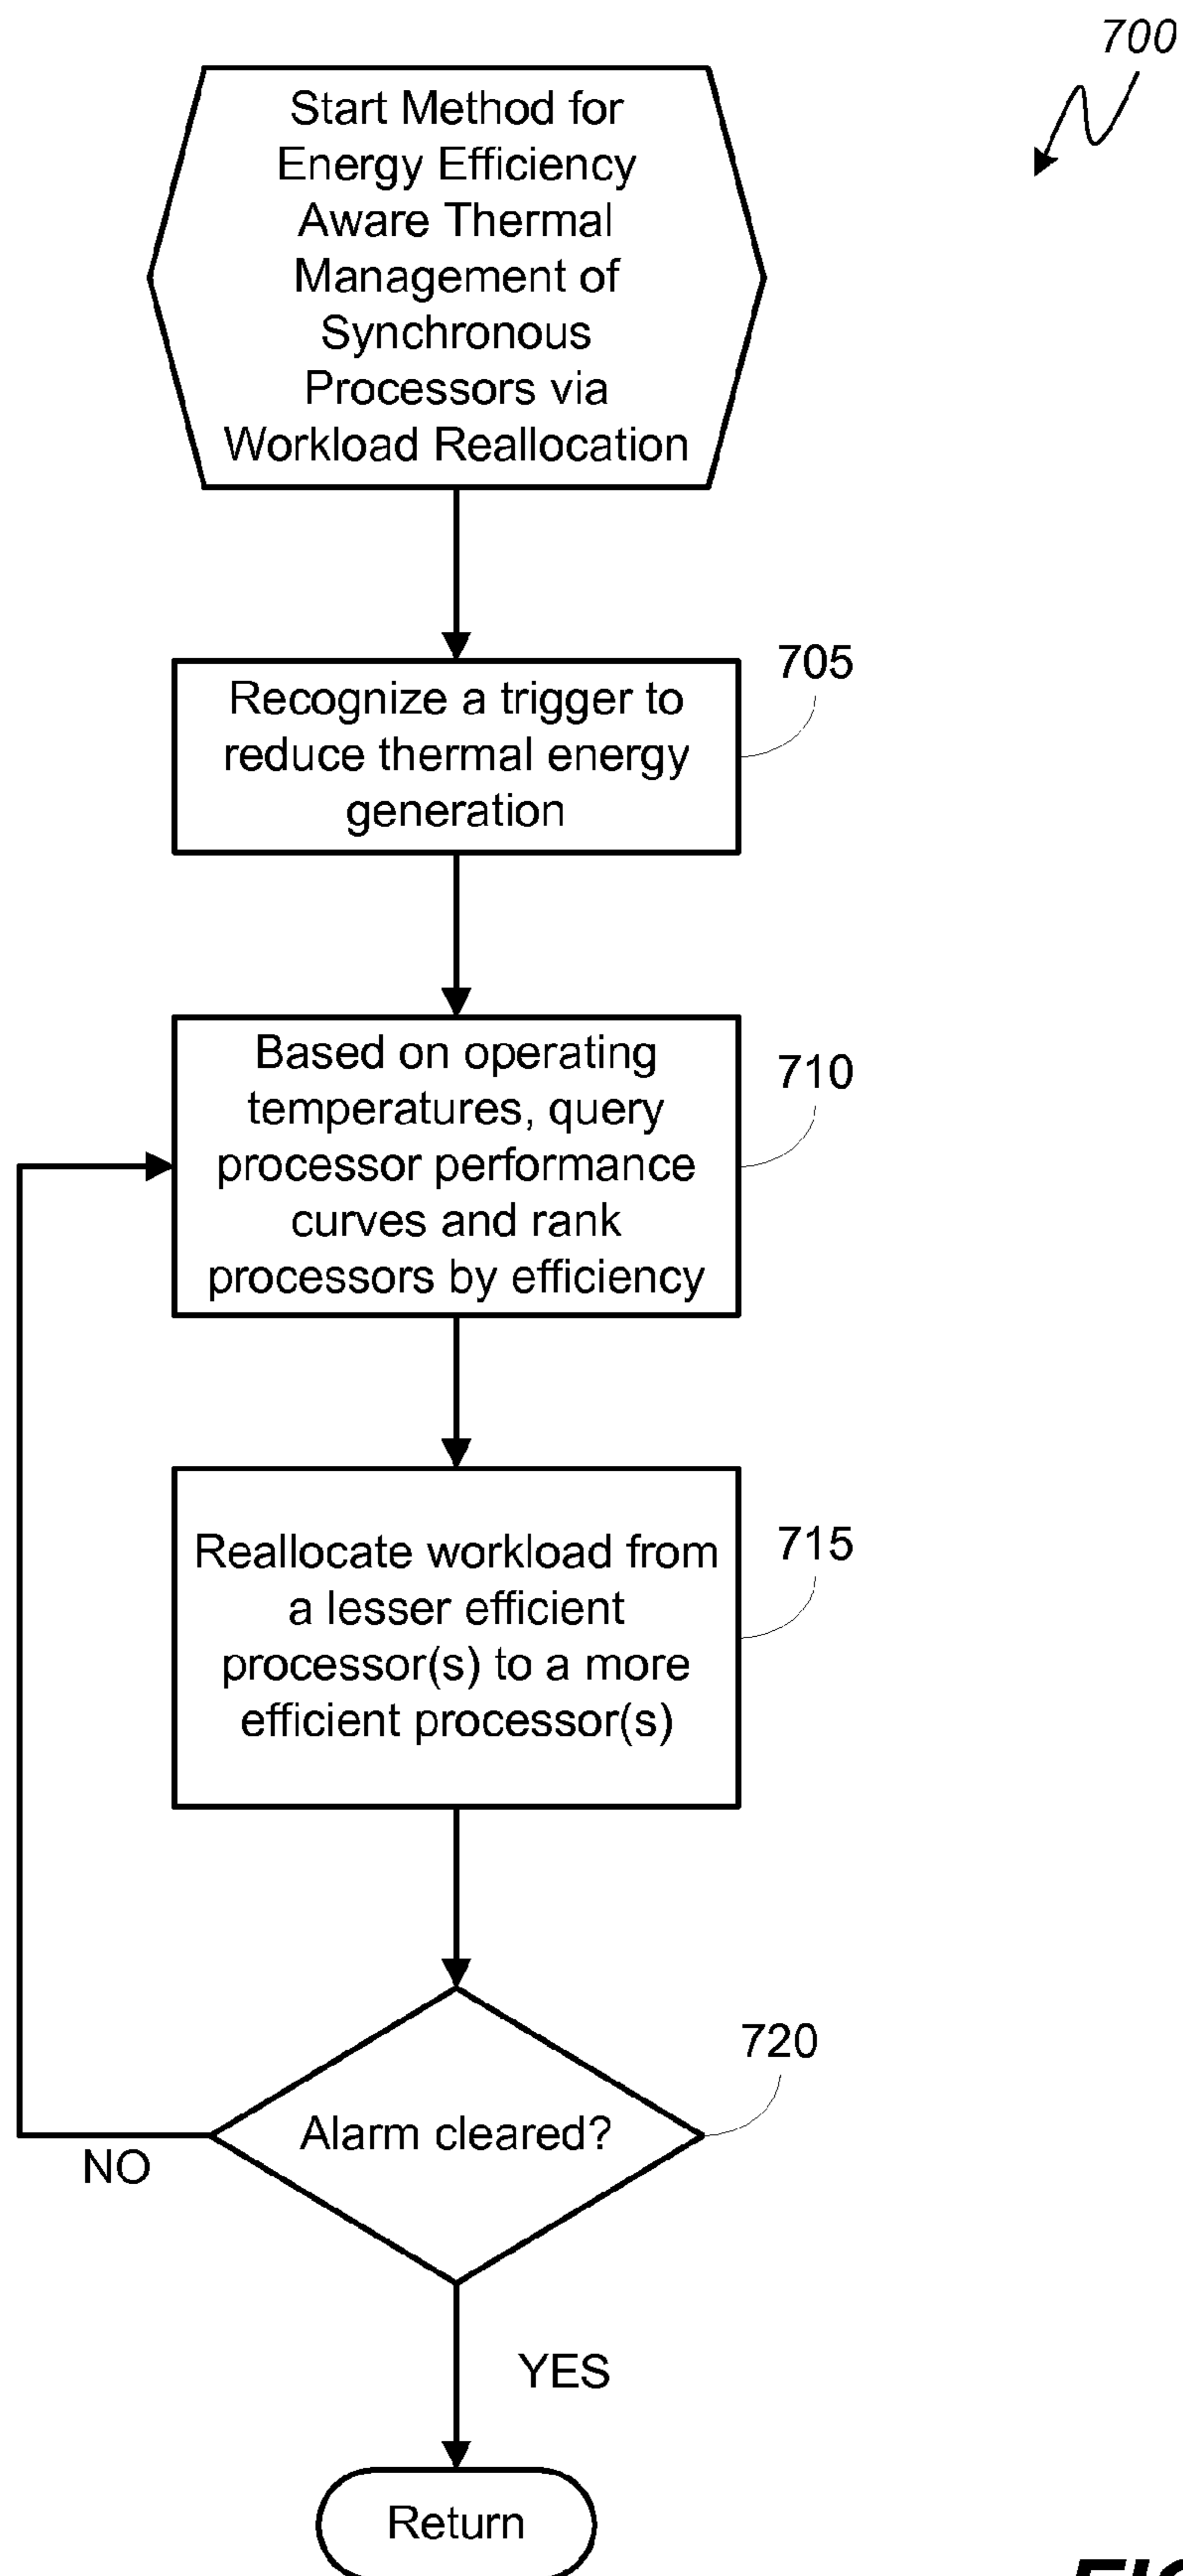 700
Start Method for
Energy Efficiency
Aware Thermal
Management of
Synchronous
Processors via
Workload Reallocation
705
Recognize a trigger to
reduce thermal energy
generation
710
Based on operating
temperatures, query
processor performance
curves and rank
processors by efficiency
715
Reallocate workload from
a lesser efficient
processor(s) to a more
efficient processor(s)
720
Alarm cleared?
NO
YES
Return